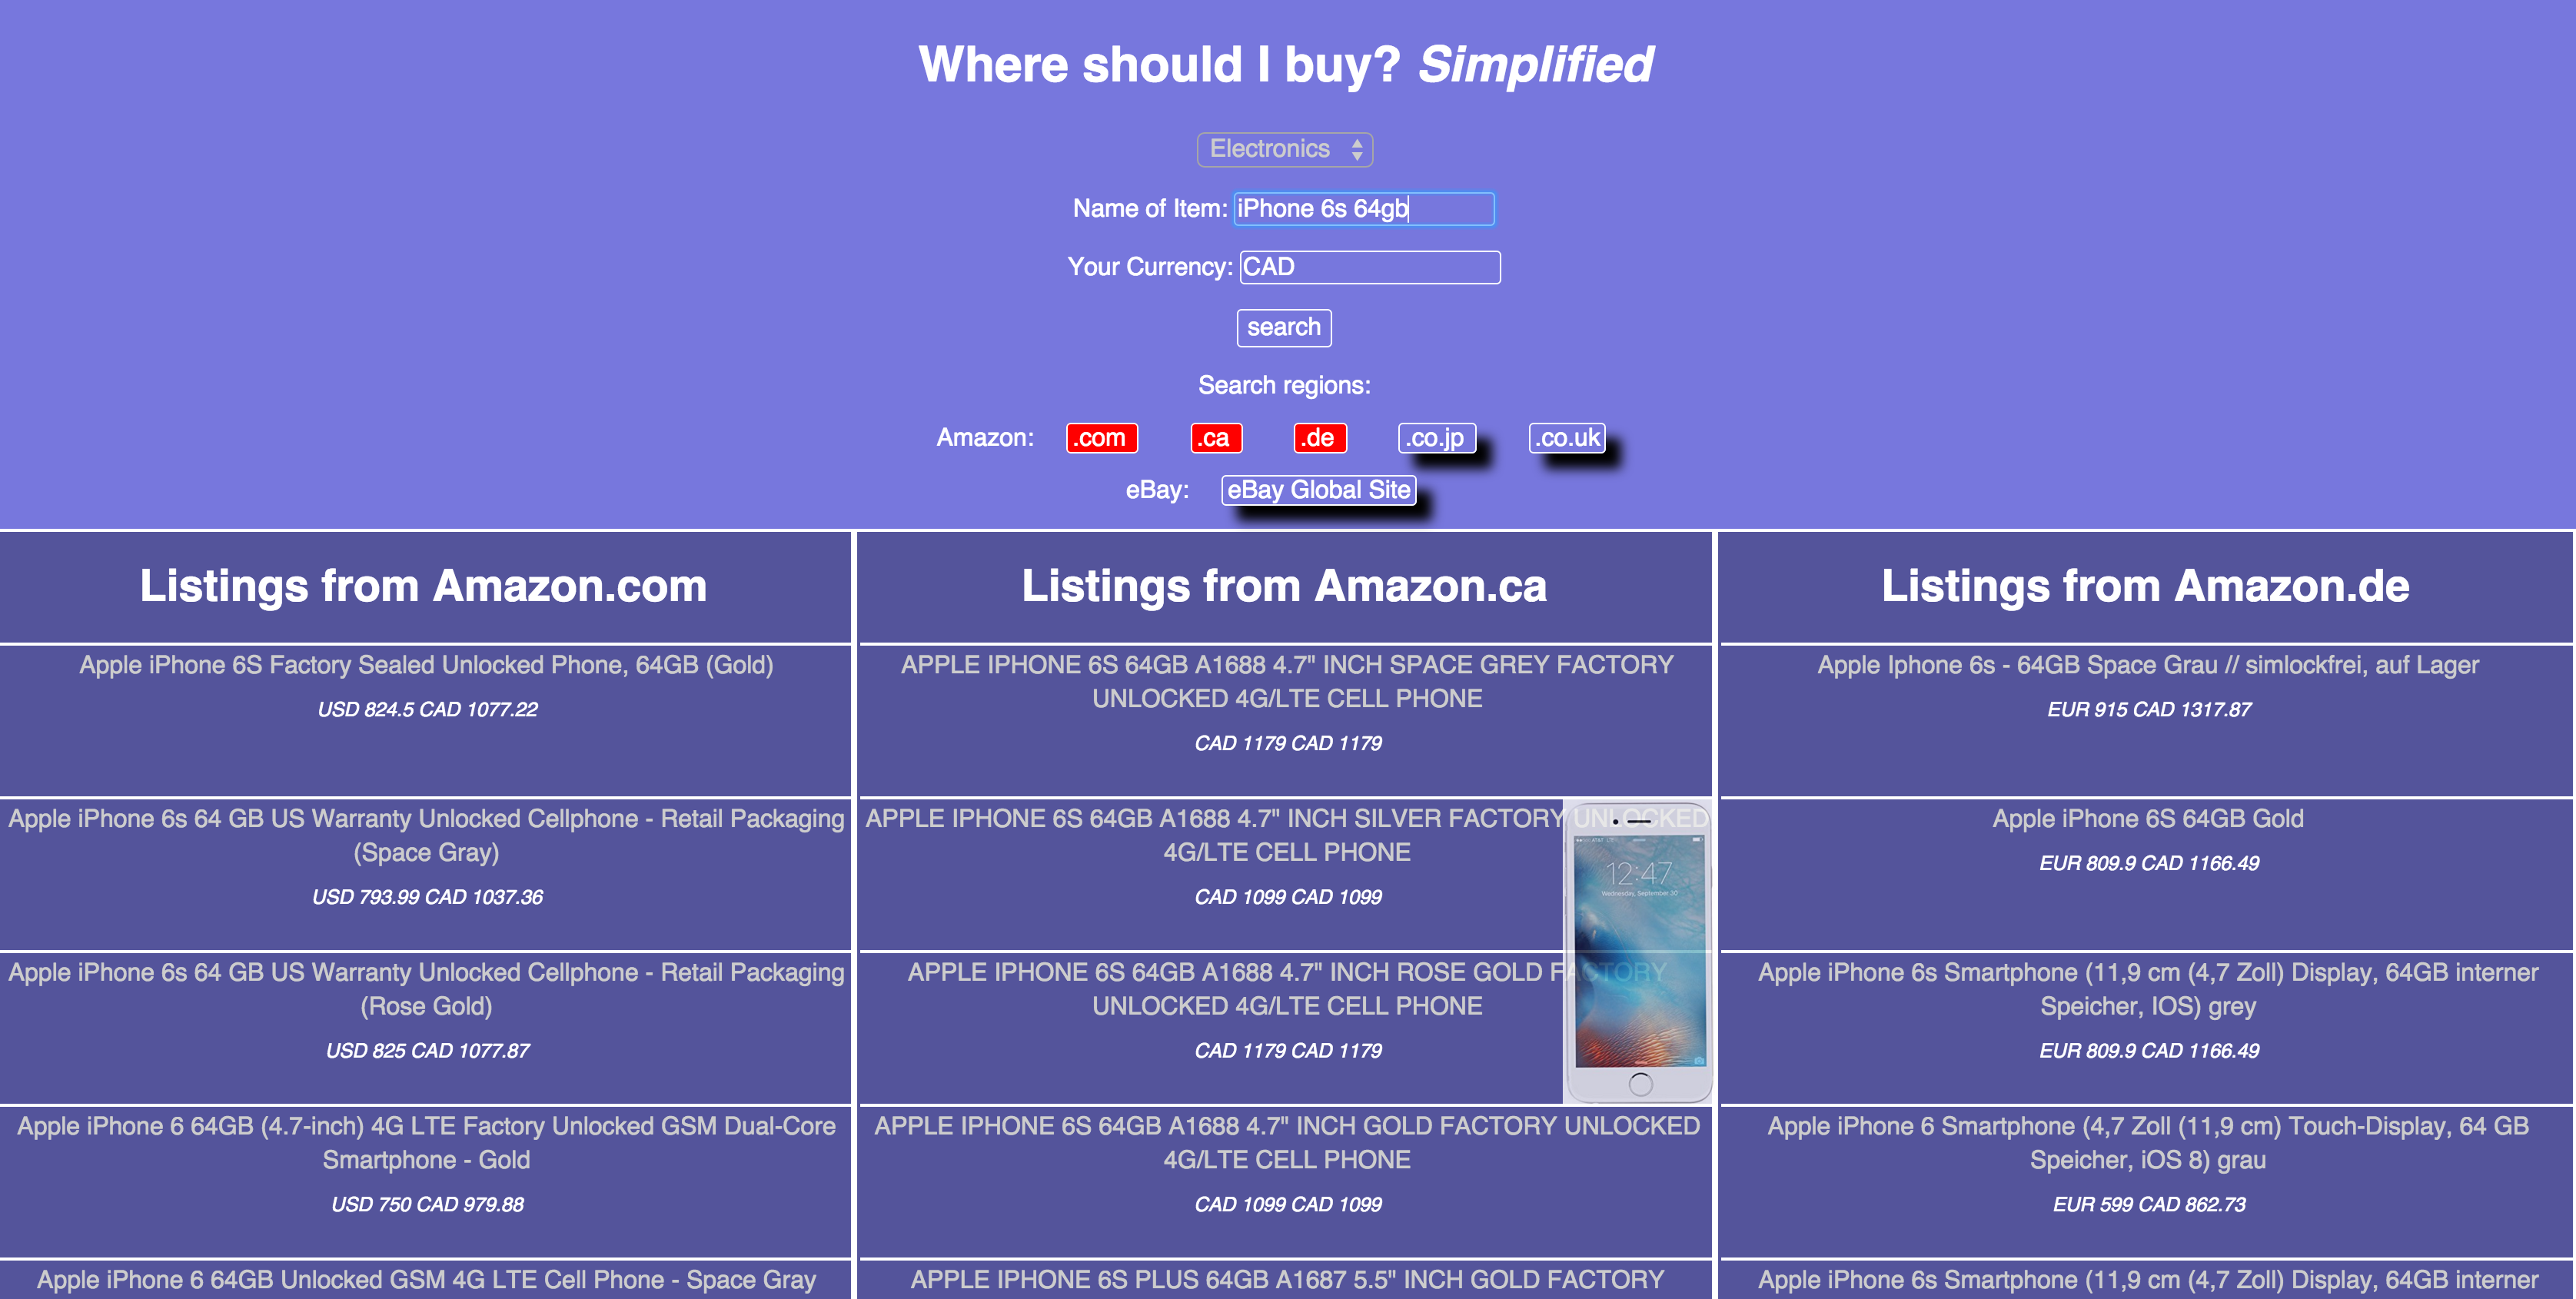 Where should I buy? Simplified
Electronics
Name of Item: iPhone 6s 64gb
Your Currency: CAD
search
Search regions:
Amazon: .com .ca .de .co.jp .co.uk
eBay: eBay Global Site
Listings from Amazon.com
Apple iPhone 6S Factory Sealed Unlocked Phone, 64GB (Gold)
USD 824.5 CAD 1077.22
Apple iPhone 6s 64 GB US Warranty Unlocked Cellphone - Retail Packaging
(Space Gray)
USD 793.99 CAD 1037.36
Apple iPhone 6s 64 GB US Warranty Unlocked Cellphone - Retail Packaging
(Rose Gold)
USD 825 CAD 1077.87
Apple iPhone 6 64GB (4.7-inch) 4G LTE Factory Unlocked GSM Dual-Core
Smartphone - Gold
USD 750 CAD 979.88
Apple iPhone 6 64GB Unlocked GSM 4G LTE Cell Phone - Space Gray
Listings from Amazon.ca
APPLE IPHONE 6S 64GB A1688 4.7" INCH SPACE GREY FACTORY
UNLOCKED 4G/LTE CELL PHONE
CAD 1179 CAD 1179
APPLE IPHONE 6S 64GB A1688 4.7" INCH SILVER FACTORY UNLOCKED
4G/LTE CELL PHONE
CAD 1099 CAD 1099
12:47
Wednesday, September 30
APPLE IPHONE 6S 64GB A1688 4.7" INCH ROSE GOLD FACTORY
UNLOCKED 4G/LTE CELL PHONE
CAD 1179 CAD 1179
APPLE IPHONE 6S 64GB A1688 4.7" INCH GOLD FACTORY UNLOCKED
4G/LTE CELL PHONE
CAD 1099 CAD 1099
APPLE IPHONE 6S PLUS 64GB A1687 5.5" INCH GOLD FACTORY
Listings from Amazon.de
Apple Iphone 6s - 64GB Space Grau // simlockfrei, auf Lager
EUR 915 CAD 1317.87
Apple iPhone 6S 64GB Gold
EUR 809.9 CAD 1166.49
Apple iPhone 6s Smartphone (11,9 cm (4,7 Zoll) Display, 64GB interner
Speicher, IOS) grey
EUR 809.9 CAD 1166.49
Apple iPhone 6 Smartphone (4,7 Zoll (11,9 cm) Touch-Display, 64 GB
Speicher, iOS 8) grau
EUR 599 CAD 862.73
Apple iPhone 6s Smartphone (11,9 cm (4,7 Zoll) Display, 64GB interner